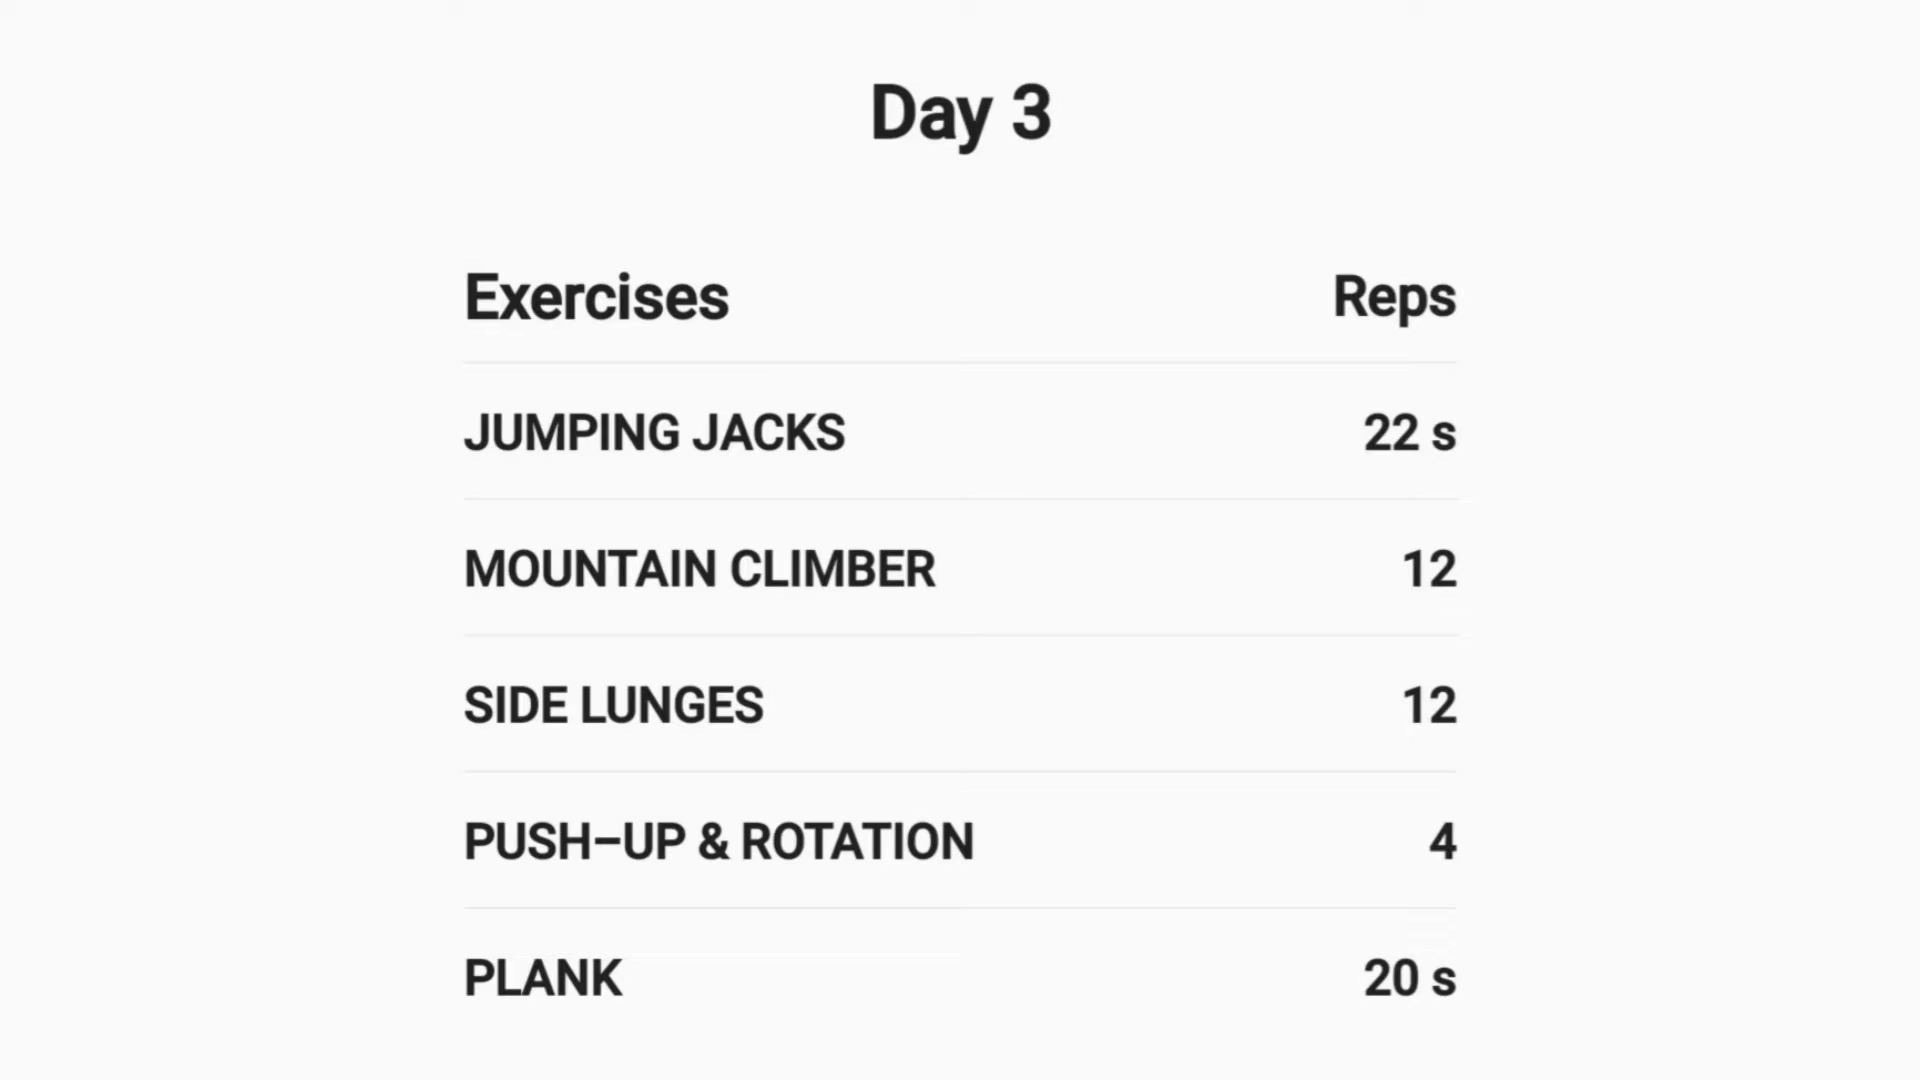 Day 3
Exercises Reps
JUMPING JACKS 22 s
MOUNTAIN CLIMBER 12
SIDE LUNGES 12
PUSH–UP & ROTATION 4
PLANK 20 s